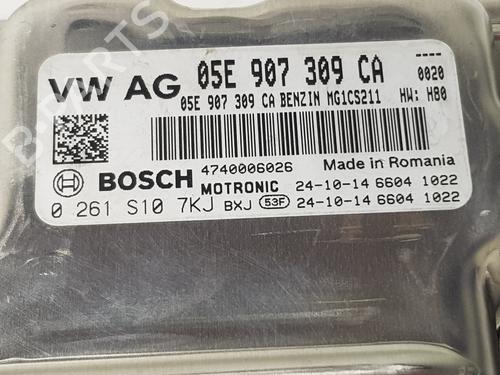 VW AG 05E 907 309 CA ----
0020
05E 907 309 CA BENZIN MG1CS211 HW: H80
4740006026 Made in Romania
BOSCH MOTRONIC 24-10-14 6604 1022
0 261 S10 7KJ BXJ 53F 24-10-14 6604 1022